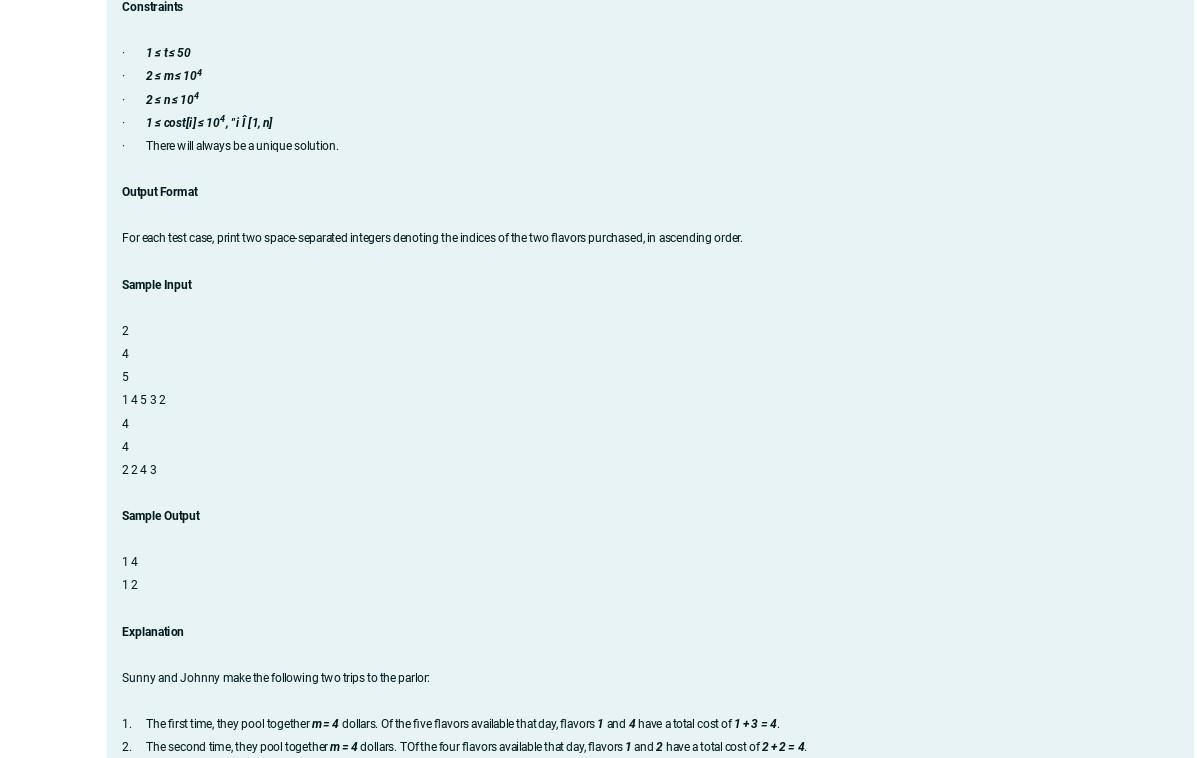 Constraints
· 1 ≤ t ≤ 50
· 2 ≤ m ≤ 10⁴
· 2 ≤ n ≤ 10⁴
· 1 ≤ cost[i] ≤ 10⁴, "i Î [1, n]
· There will always be a unique solution.
Output Format
For each test case, print two space-separated integers denoting the indices of the two flavors purchased, in ascending order.
Sample Input
2
4
5
1 4 5 3 2
4
4
2 2 4 3
Sample Output
1 4
1 2
Explanation
Sunny and Johnny make the following two trips to the parlor:
1. The first time, they pool together m = 4 dollars. Of the five flavors available that day, flavors 1 and 4 have a total cost of 1 + 3 = 4.
2. The second time, they pool together m = 4 dollars. TOf the four flavors available that day, flavors 1 and 2 have a total cost of 2 + 2 = 4.